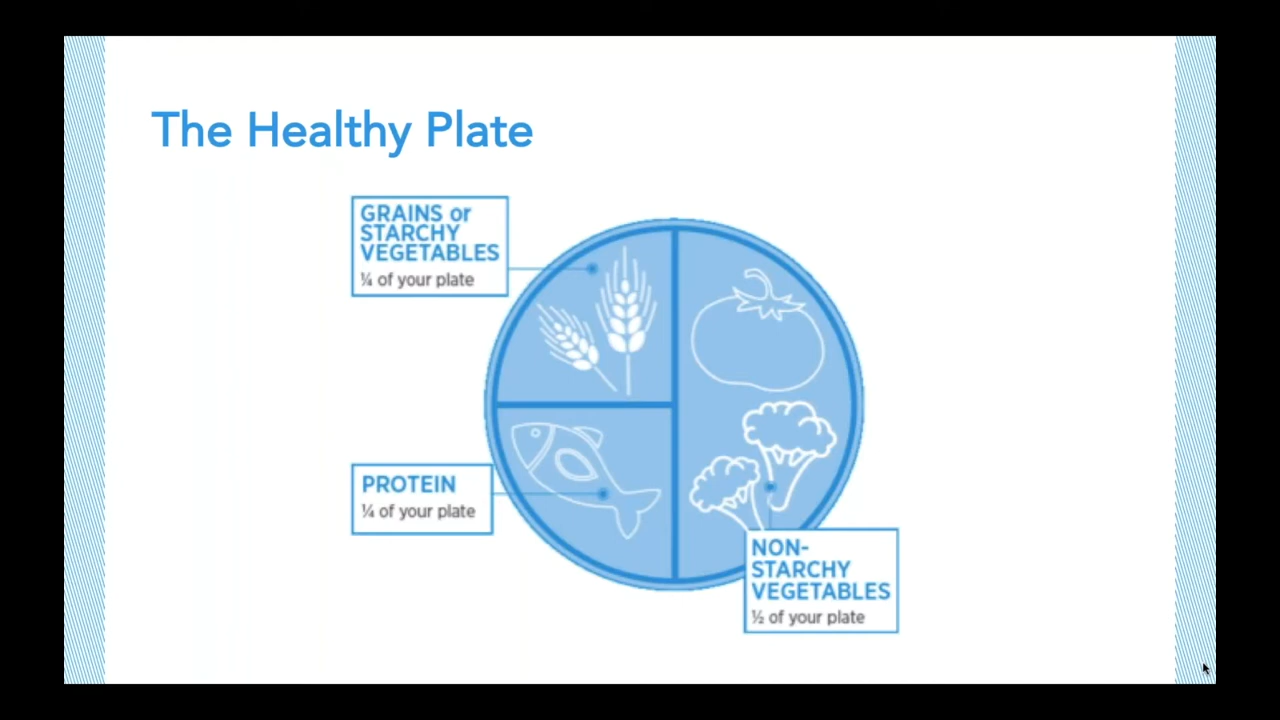 The Healthy Plate
GRAINS or
STARCHY
VEGETABLES
¼ of your plate
PROTEIN
¼ of your plate
NON-
STARCHY
VEGETABLES
½ of your plate